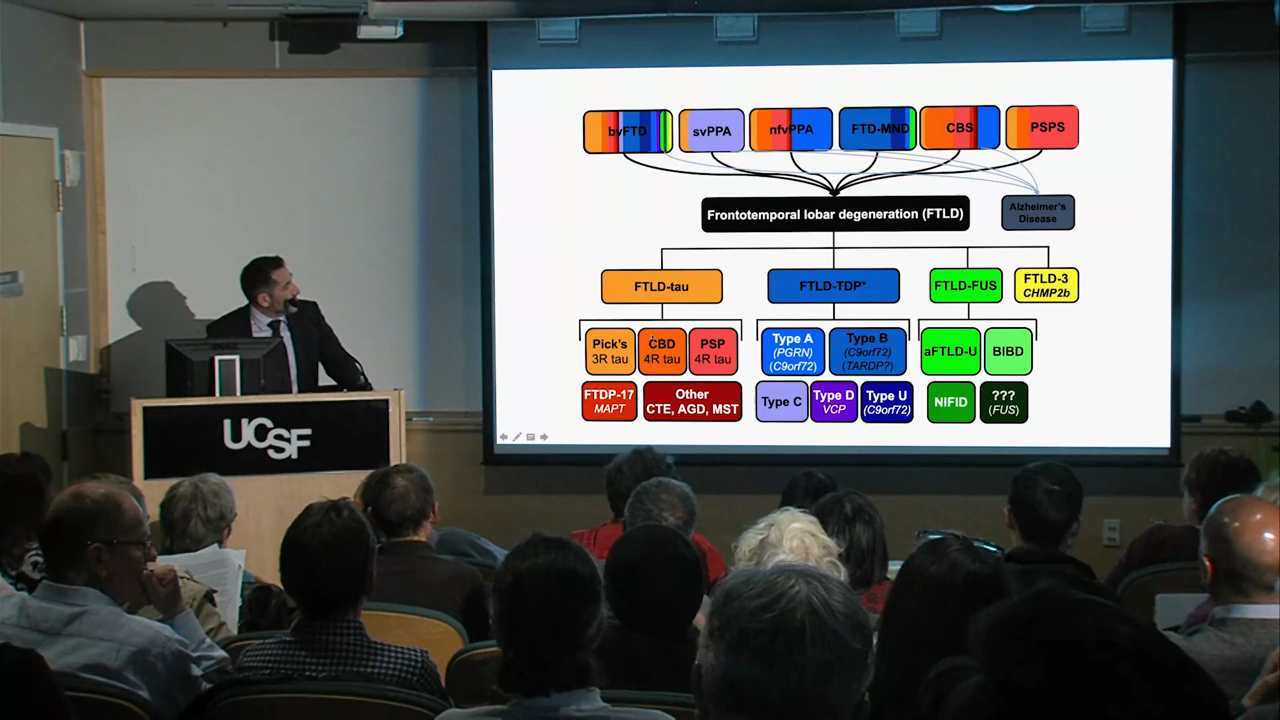 bvFTD
svPPA
nfvPPA
FTD-MND
CBS
PSPS
Frontotemporal lobar degeneration (FTLD)
Alzheimer's
Disease
FTLD-tau
FTLD-TDP*
FTLD-FUS
FTLD-3
CHMP2b
Pick's
3R tau
CBD
4R tau
PSP
4R tau
Type A
(PGRN)
(C9orf72)
Type B
(C9orf72)
(TARDP?)
aFTLD-U
BIBD
FTDP-17
MAPT
Other
CTE, AGD, MST
Type C
Type D
VCP
Type U
(C9orf72)
NIFID
???
(FUS)
UCSF